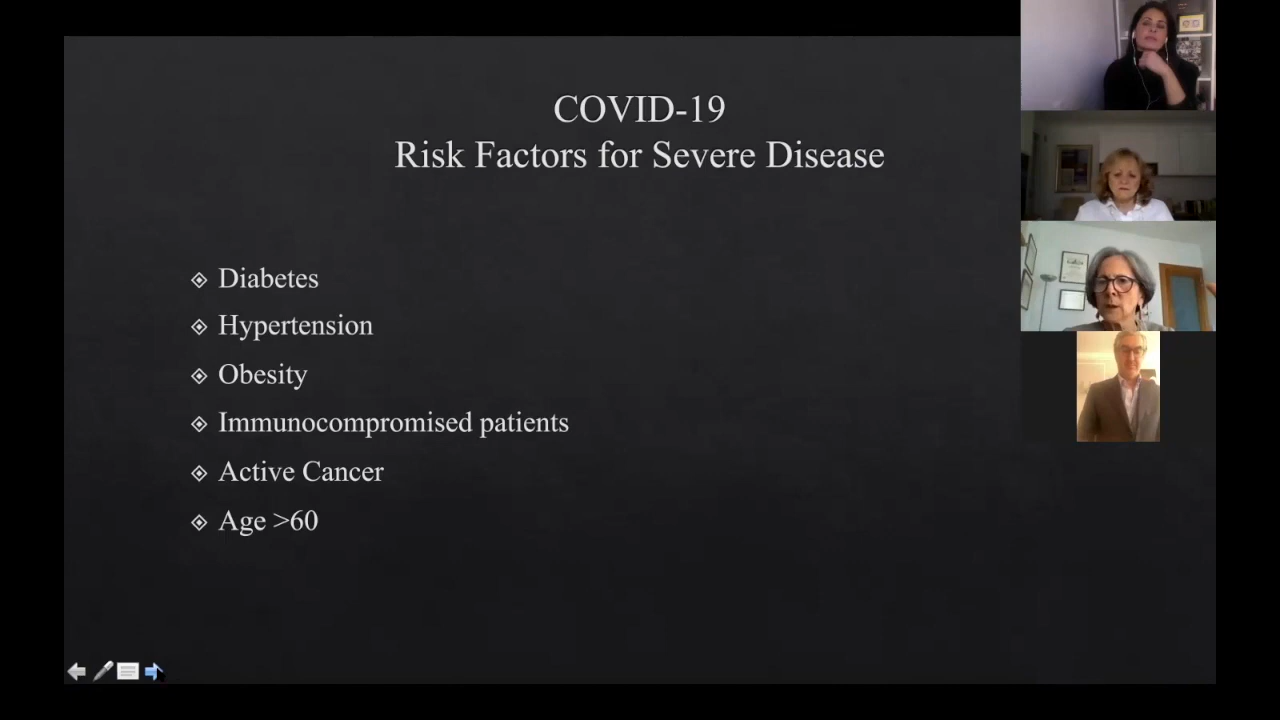 COVID-19
Risk Factors for Severe Disease
Diabetes
Hypertension
Obesity
Immunocompromised patients
Active Cancer
Age >60